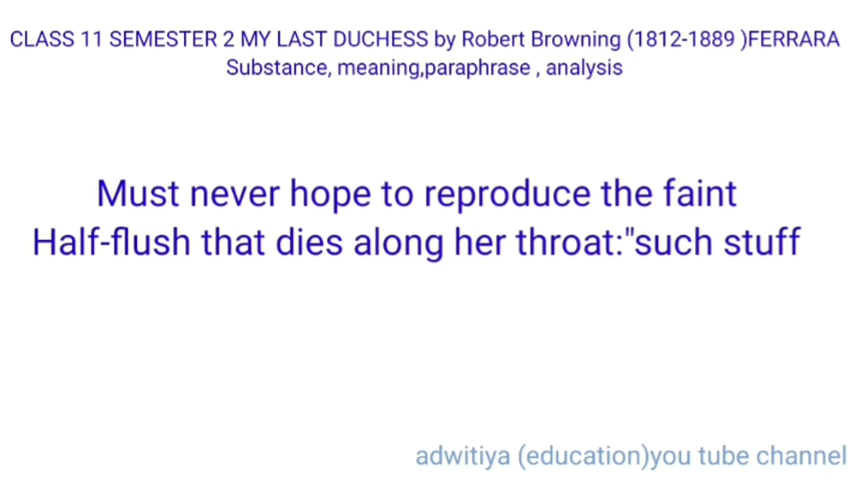 CLASS 11 SEMESTER 2 MY LAST DUCHESS by Robert Browning (1812-1889 )FERRARA
Substance, meaning,paraphrase , analysis
Must never hope to reproduce the faint
Half-flush that dies along her throat:"such stuff
adwitiya (education)you tube channel